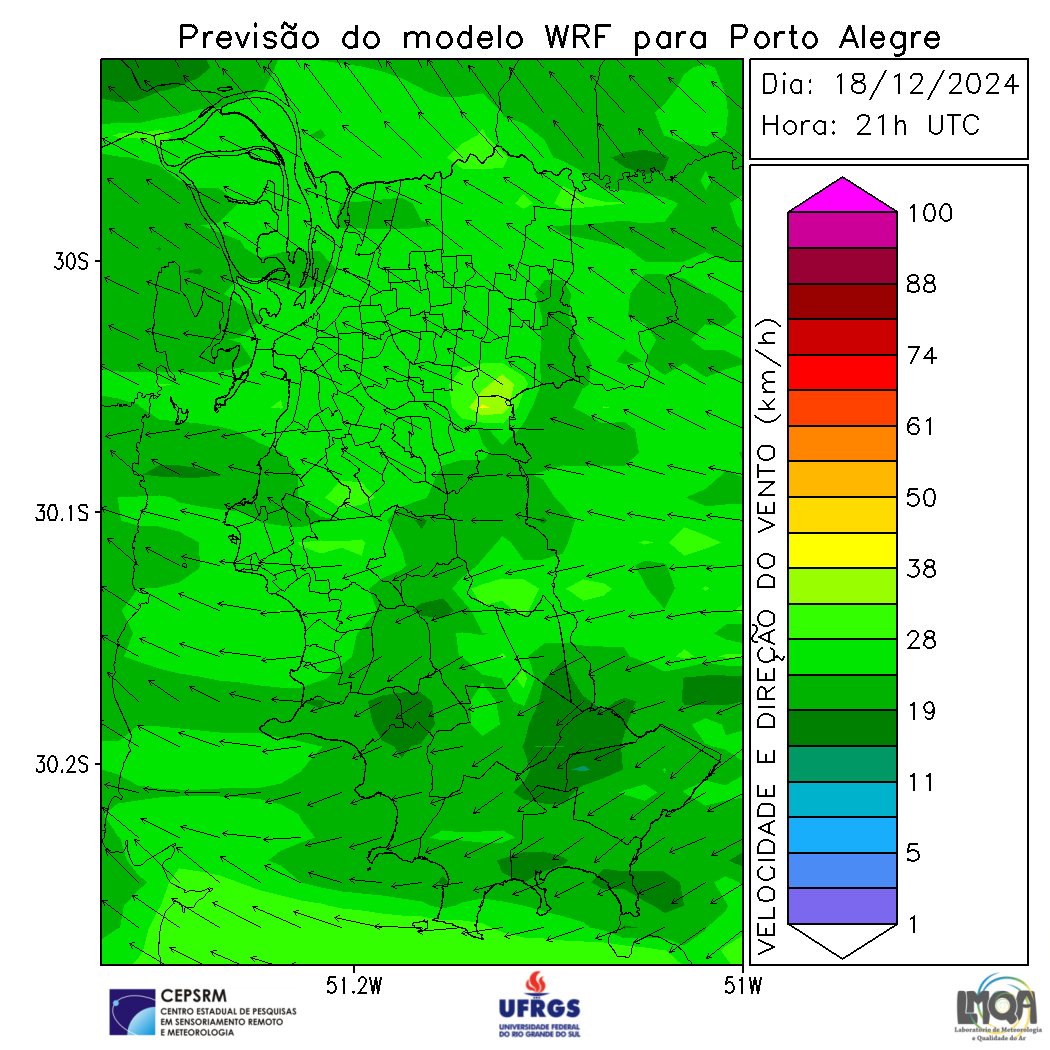 Previsão do modelo WRF para Porto Alegre
Dia: 18/12/2024
Hora: 21h UTC
30S
30.1S
30.2S
51.2W
51W
VELOCIDADE E DIREÇÃO DO VENTO (km/h)
100
88
74
61
50
38
28
19
11
5
1
CEPSRM
CENTRO ESTADUAL DE PESQUISAS
EM SENSORIAMENTO REMOTO
E METEOROLOGIA
UFRGS
UNIVERSIDADE FEDERAL
DO RIO GRANDE DO SUL
LMQA
Laboratório de Meteorologia
e Qualidade do Ar